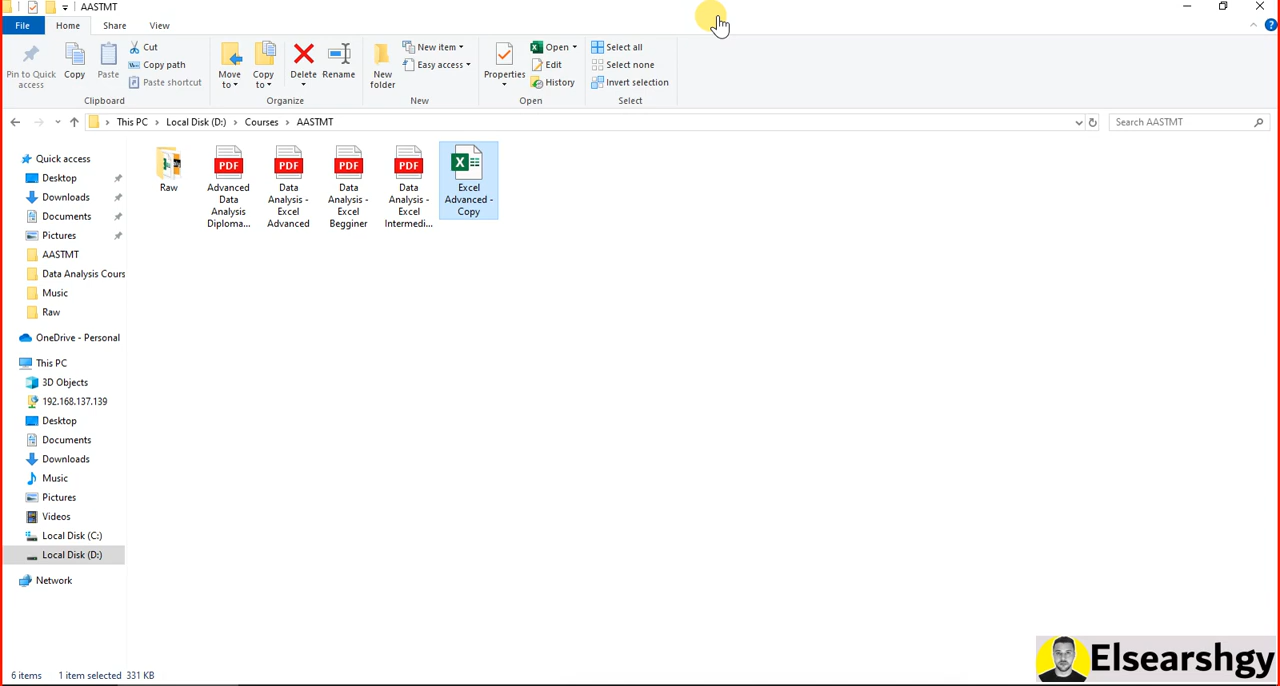 AASTMT
File
Home
Share
View
Pin to Quick
access
Copy
Paste
Cut
Copy path
Paste shortcut
Clipboard
Move
to
Copy
to
Delete
Rename
Organize
New
folder
New item
Easy access
New
Properties
Open
Edit
History
Open
Select all
Select none
Invert selection
Select
This PC
Local Disk (D:)
Courses
AASTMT
Search AASTMT
Quick access
Desktop
Downloads
Documents
Pictures
AASTMT
Data Analysis Cours
Music
Raw
OneDrive - Personal
This PC
3D Objects
192.168.137.139
Desktop
Documents
Downloads
Music
Pictures
Videos
Local Disk (C:)
Local Disk (D:)
Network
Raw
PDF
Advanced
Data
Analysis
Diploma...
PDF
Data
Analysis -
Excel
Advanced
PDF
Data
Analysis -
Excel
Begginer
PDF
Data
Analysis -
Excel
Intermedi...
X
Excel
Advanced -
Copy
6 items
1 item selected 331 KB
Elsearshgy